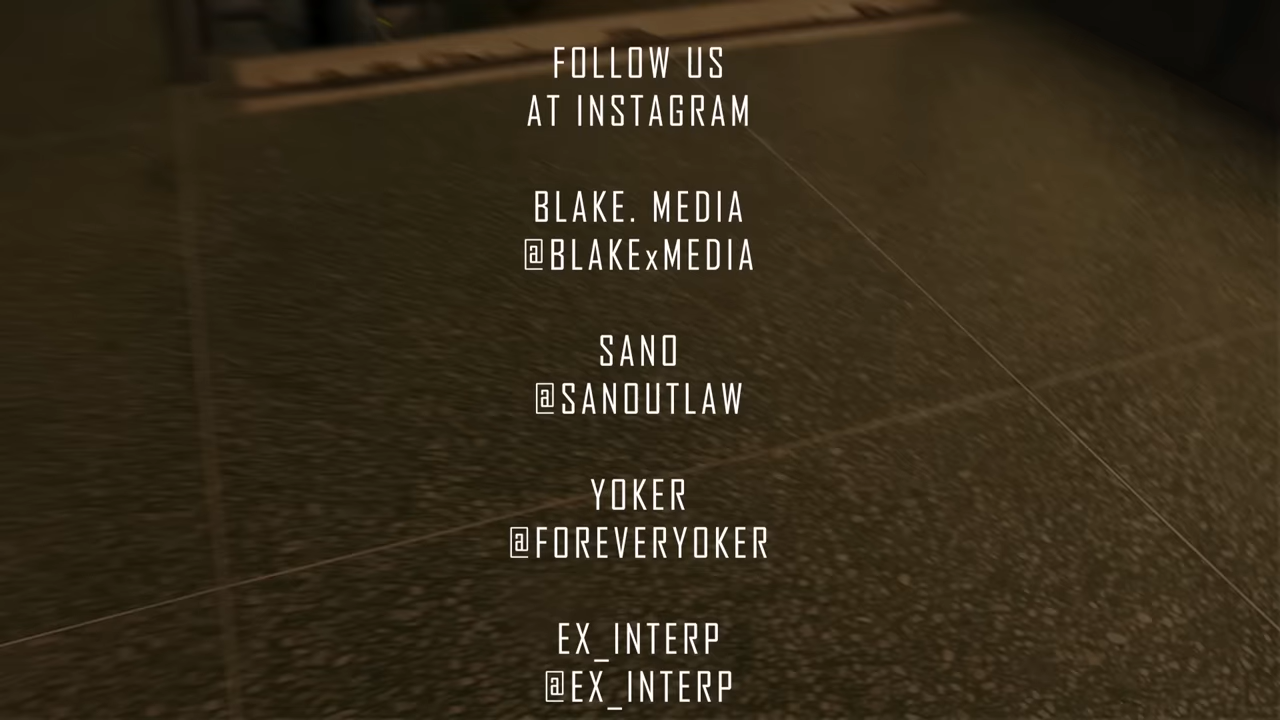 FOLLOW US
AT INSTAGRAM
BLAKE. MEDIA
@BLAKExMEDIA
SANO
@SANOUTLAW
YOKER
@FOREVERYOKER
EX_INTERP
@EX_INTERP